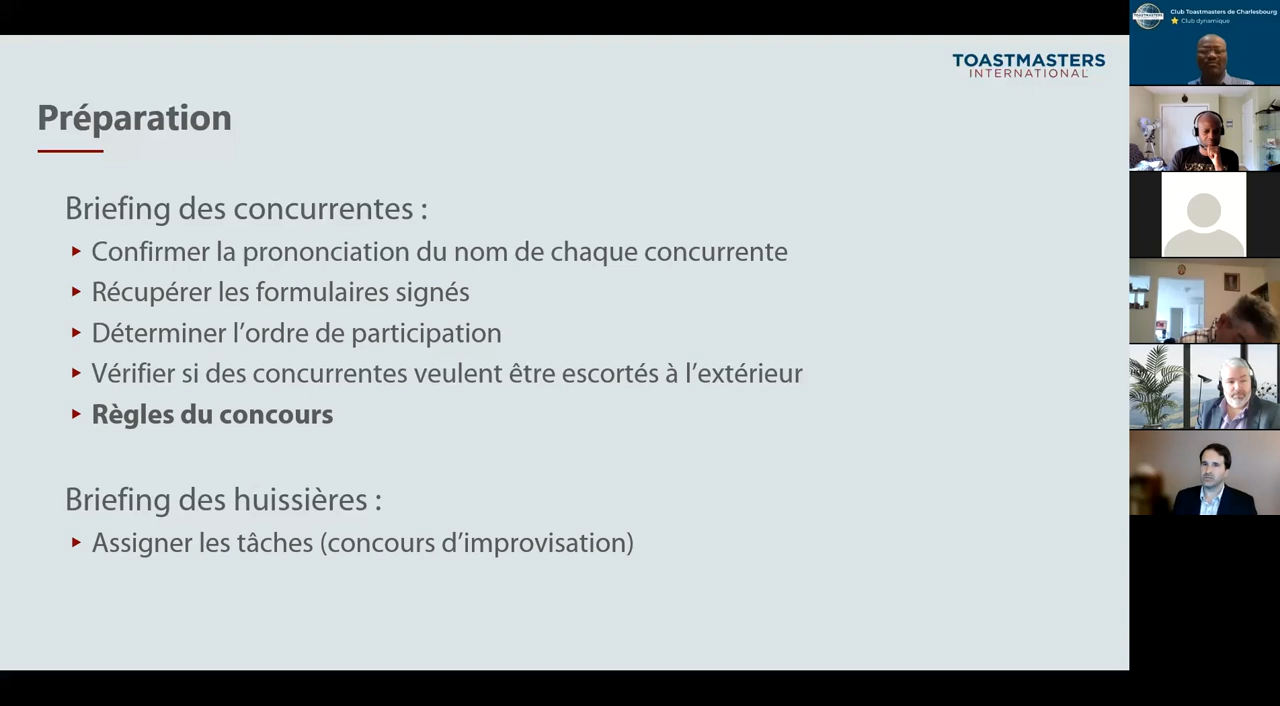 TOASTMASTERS
INTERNATIONAL
Préparation
Briefing des concurrentes :
Confirmer la prononciation du nom de chaque concurrente
Récupérer les formulaires signés
Déterminer l’ordre de participation
Vérifier si des concurrentes veulent être escortés à l’extérieur
Règles du concours
Briefing des huissières :
Assigner les tâches (concours d’improvisation)
TOASTMASTERS
Club Toastmasters de Charlesbourg
Club dynamique